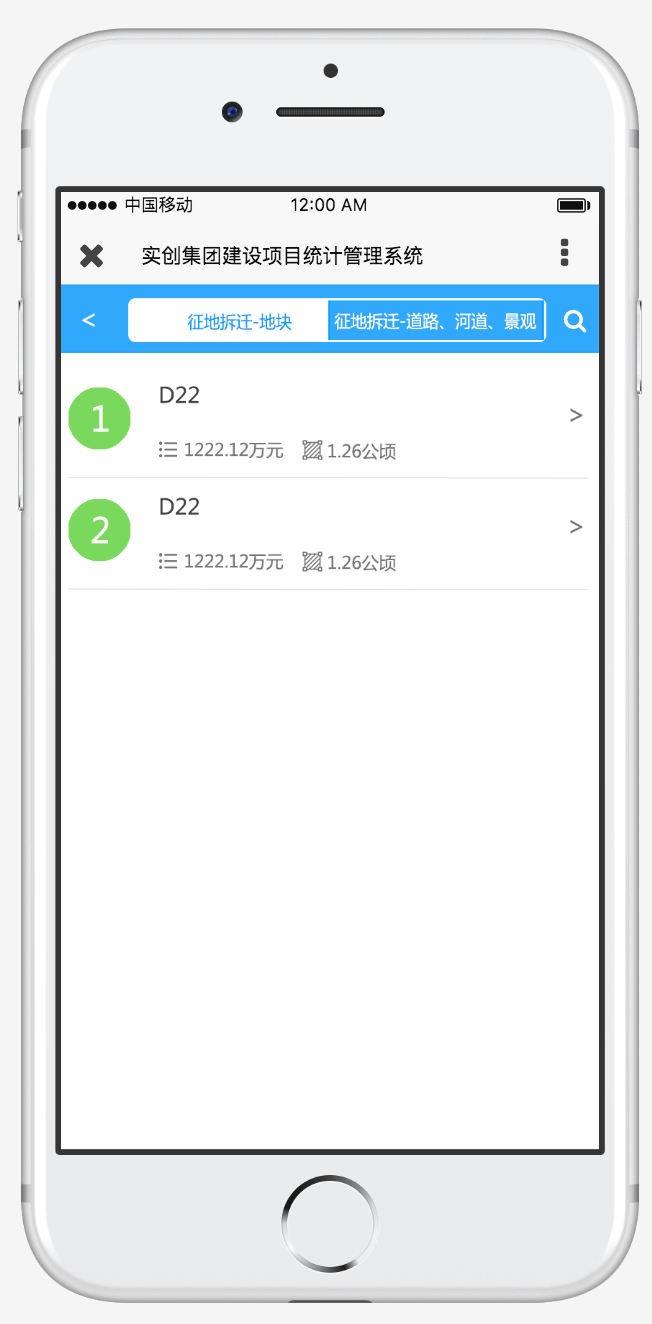 中国移动 12:00 AM
实创集团建设项目统计管理系统
< 征地拆迁-地块 征地拆迁-道路、河道、景观
1 D22 >
1222.12万元 1.26公顷
2 D22 >
1222.12万元 1.26公顷